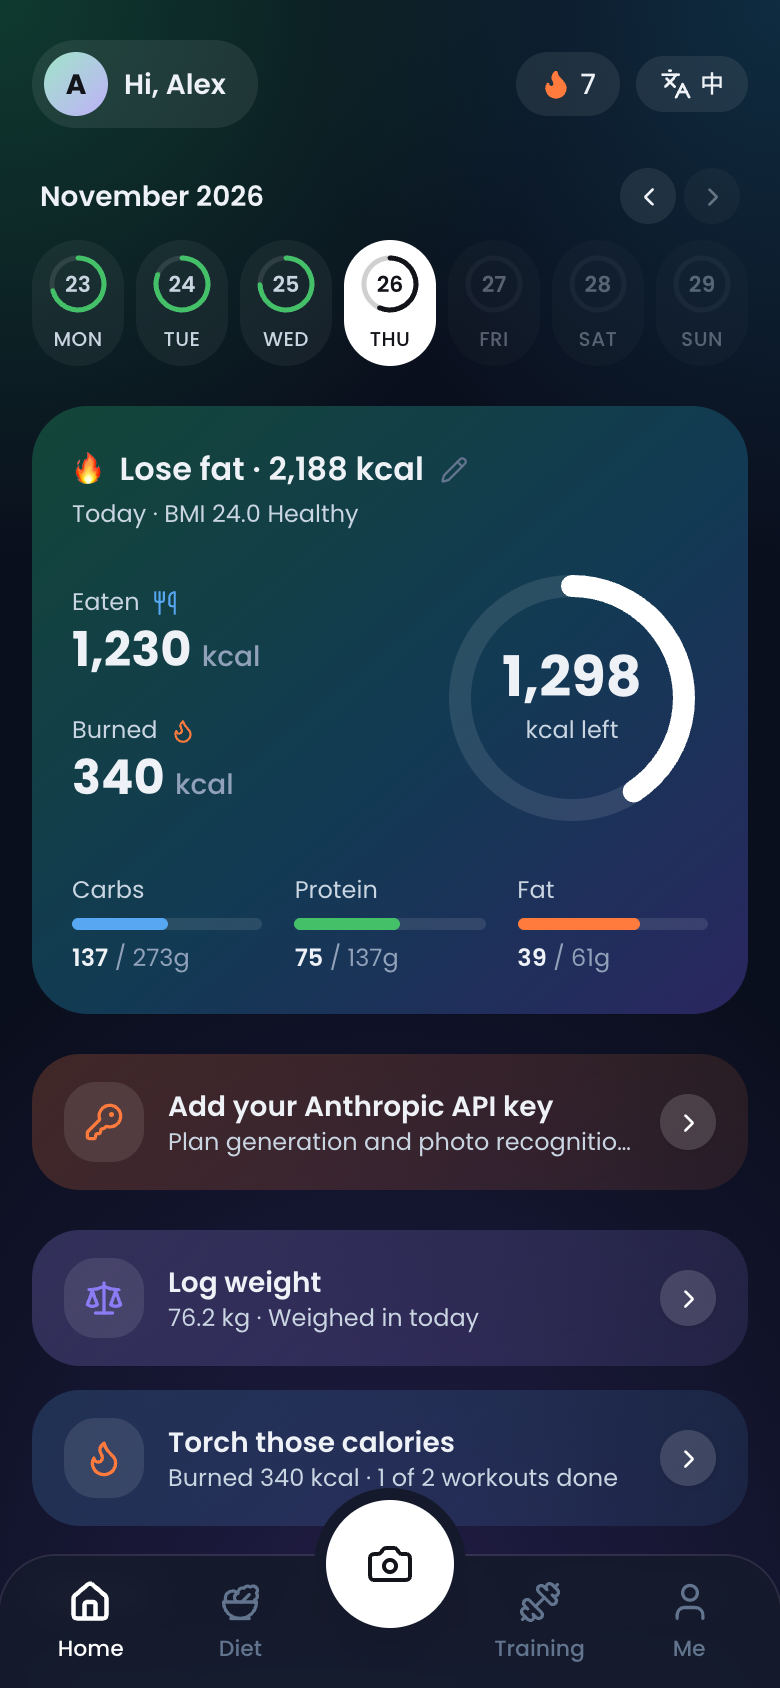 A Hi, Alex
7
文A 中
November 2026
23 24 25 26 27 28 29
MON TUE WED THU FRI SAT SUN
🔥 Lose fat · 2,188 kcal
Today · BMI 24.0 Healthy
Eaten
1,230 kcal
Burned
340 kcal
1,298
kcal left
Carbs Protein Fat
137 / 273g 75 / 137g 39 / 61g
Add your Anthropic API key
Plan generation and photo recognitio...
Log weight
76.2 kg · Weighed in today
Torch those calories
Burned 340 kcal · 1 of 2 workouts done
Home Diet Training Me